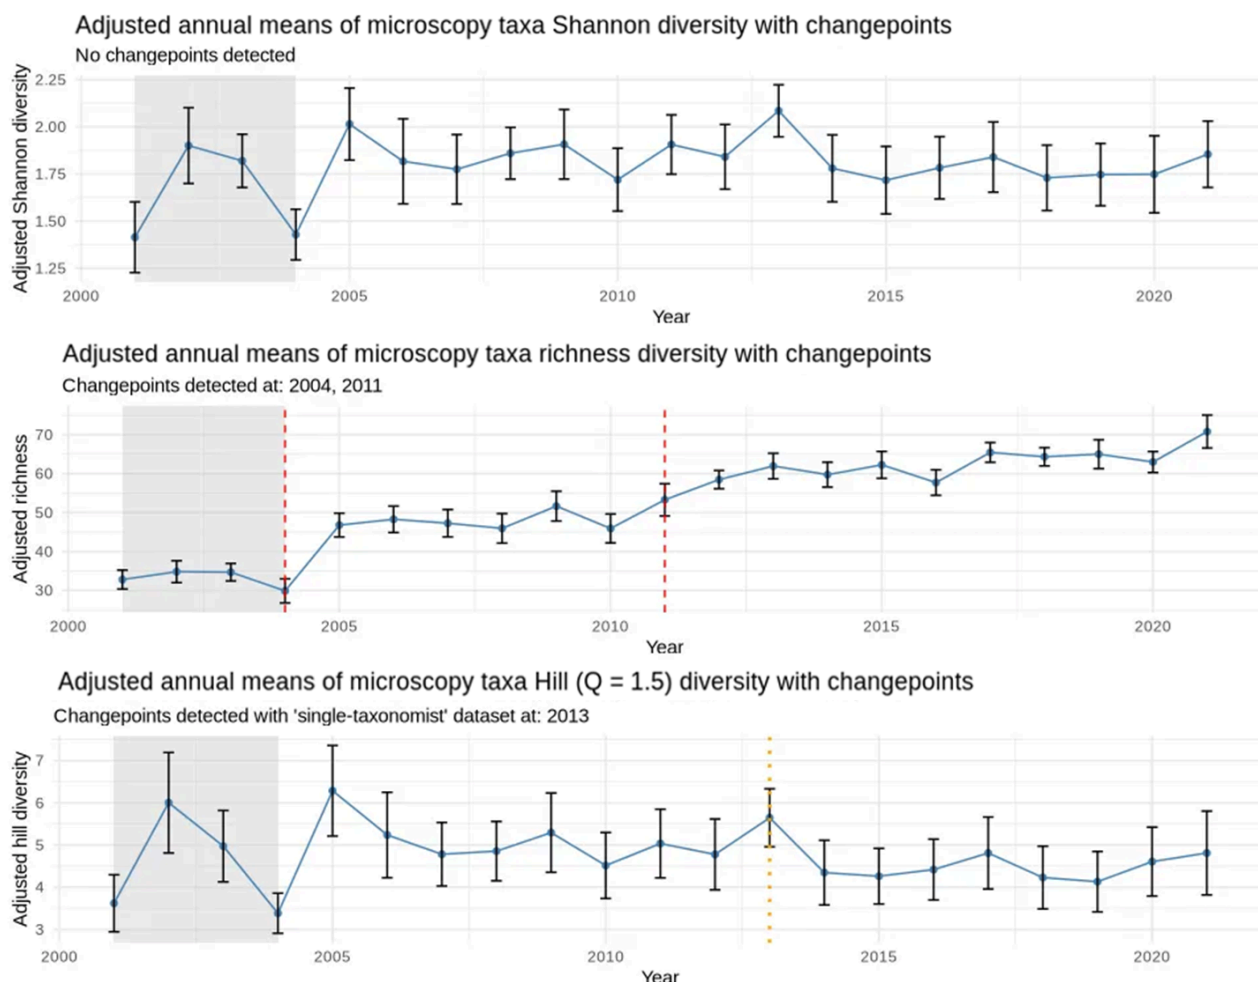 Adjusted annual means of microscopy taxa Shannon diversity with changepoints
No changepoints detected
Adjusted Shannon diversity
2.25
2.00
1.75
1.50
1.25
2000 2005 2010 2015 2020
Year
Adjusted annual means of microscopy taxa richness diversity with changepoints
Changepoints detected at: 2004, 2011
Adjusted richness
70
60
50
40
30
2000 2005 2010 2015 2020
Year
Adjusted annual means of microscopy taxa Hill (Q = 1.5) diversity with changepoints
Changepoints detected with 'single-taxonomist' dataset at: 2013
Adjusted hill diversity
7
6
5
4
3
2000 2005 2010 2015 2020
Year